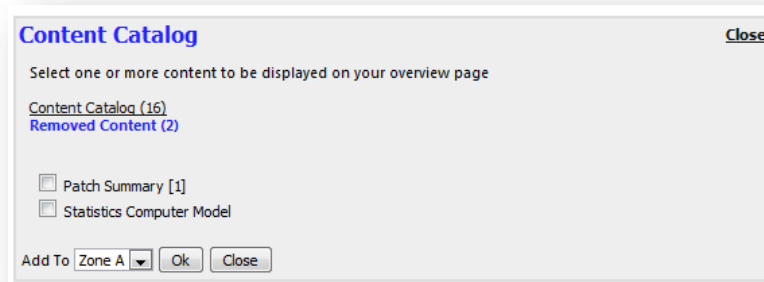 Content Catalog Close
Select one or more content to be displayed on your overview page
Content Catalog (16)
Removed Content (2)
Patch Summary [1]
Statistics Computer Model
Add To Zone A Ok Close